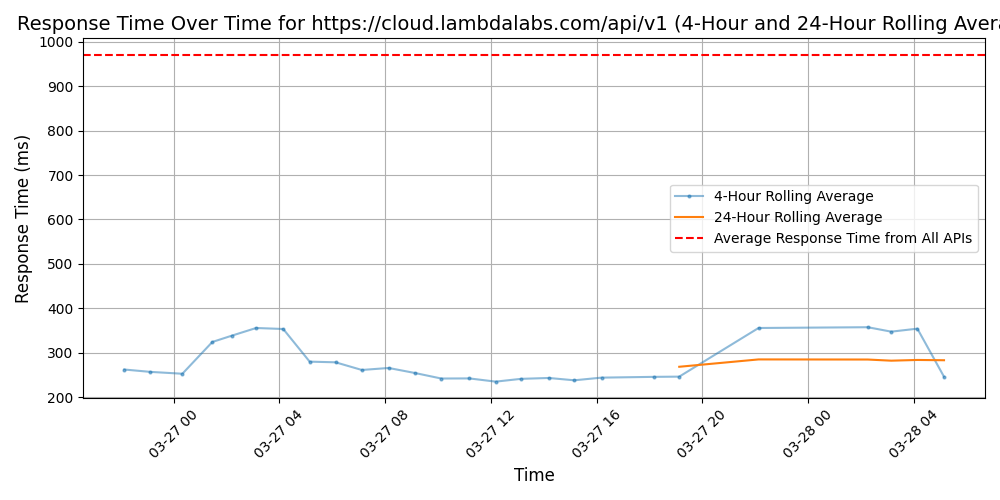 Response Time Over Time for https://cloud.lambdalabs.com/api/v1 (4-Hour and 24-Hour Rolling Avera
1000
900
800
700
600
500
400
300
200
Response Time (ms)
4-Hour Rolling Average
24-Hour Rolling Average
Average Response Time from All APIs
03-27 00
03-27 04
03-27 08
03-27 12
03-27 16
03-27 20
03-28 00
03-28 04
Time